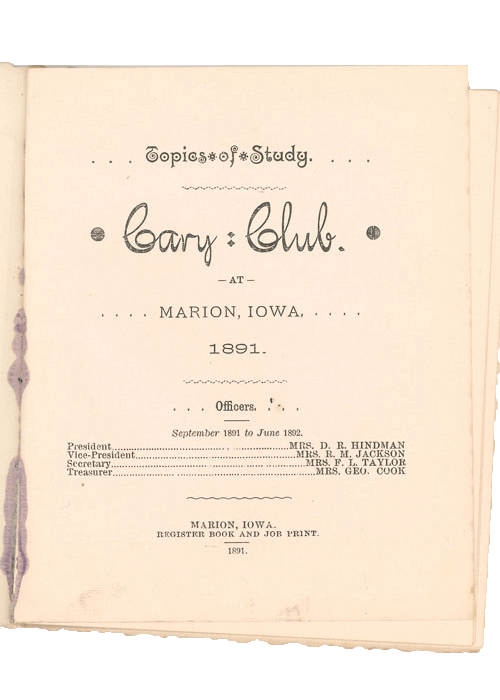 . . . Topics*of*Study. . . .
Cary : Club.
— AT —
. . . . MARION, IOWA, . . . .
1891.
. . . Officers. . . .
September 1891 to June 1892.
President........................................MRS. D. R. HINDMAN
Vice-President........................................MRS. R. M. JACKSON
Secretary........................................MRS. F. L. TAYLOR
Treasurer........................................MRS. GEO. COOK
MARION, IOWA.
REGISTER BOOK AND JOB PRINT.
1891.